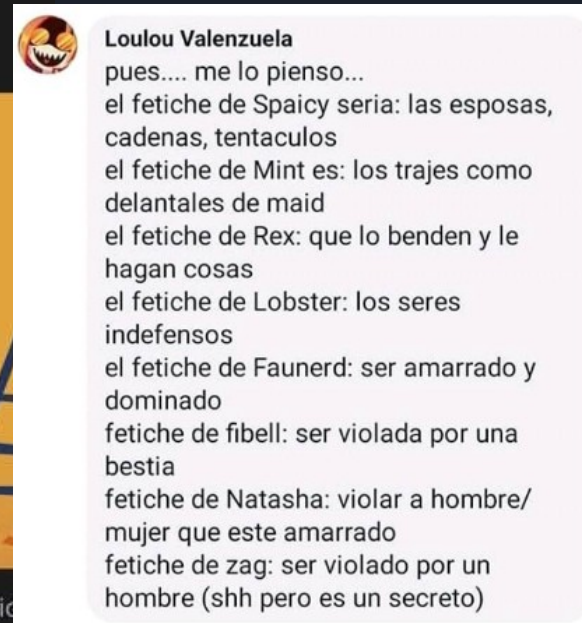 Loulou Valenzuela
pues.... me lo pienso...
el fetiche de Spaicy seria: las esposas,
cadenas, tentaculos
el fetiche de Mint es: los trajes como
delantales de maid
el fetiche de Rex: que lo benden y le
hagan cosas
el fetiche de Lobster: los seres
indefensos
el fetiche de Faunerd: ser amarrado y
dominado
fetiche de fibell: ser violada por una
bestia
fetiche de Natasha: violar a hombre/
mujer que este amarrado
fetiche de zag: ser violado por un
hombre (shh pero es un secreto)